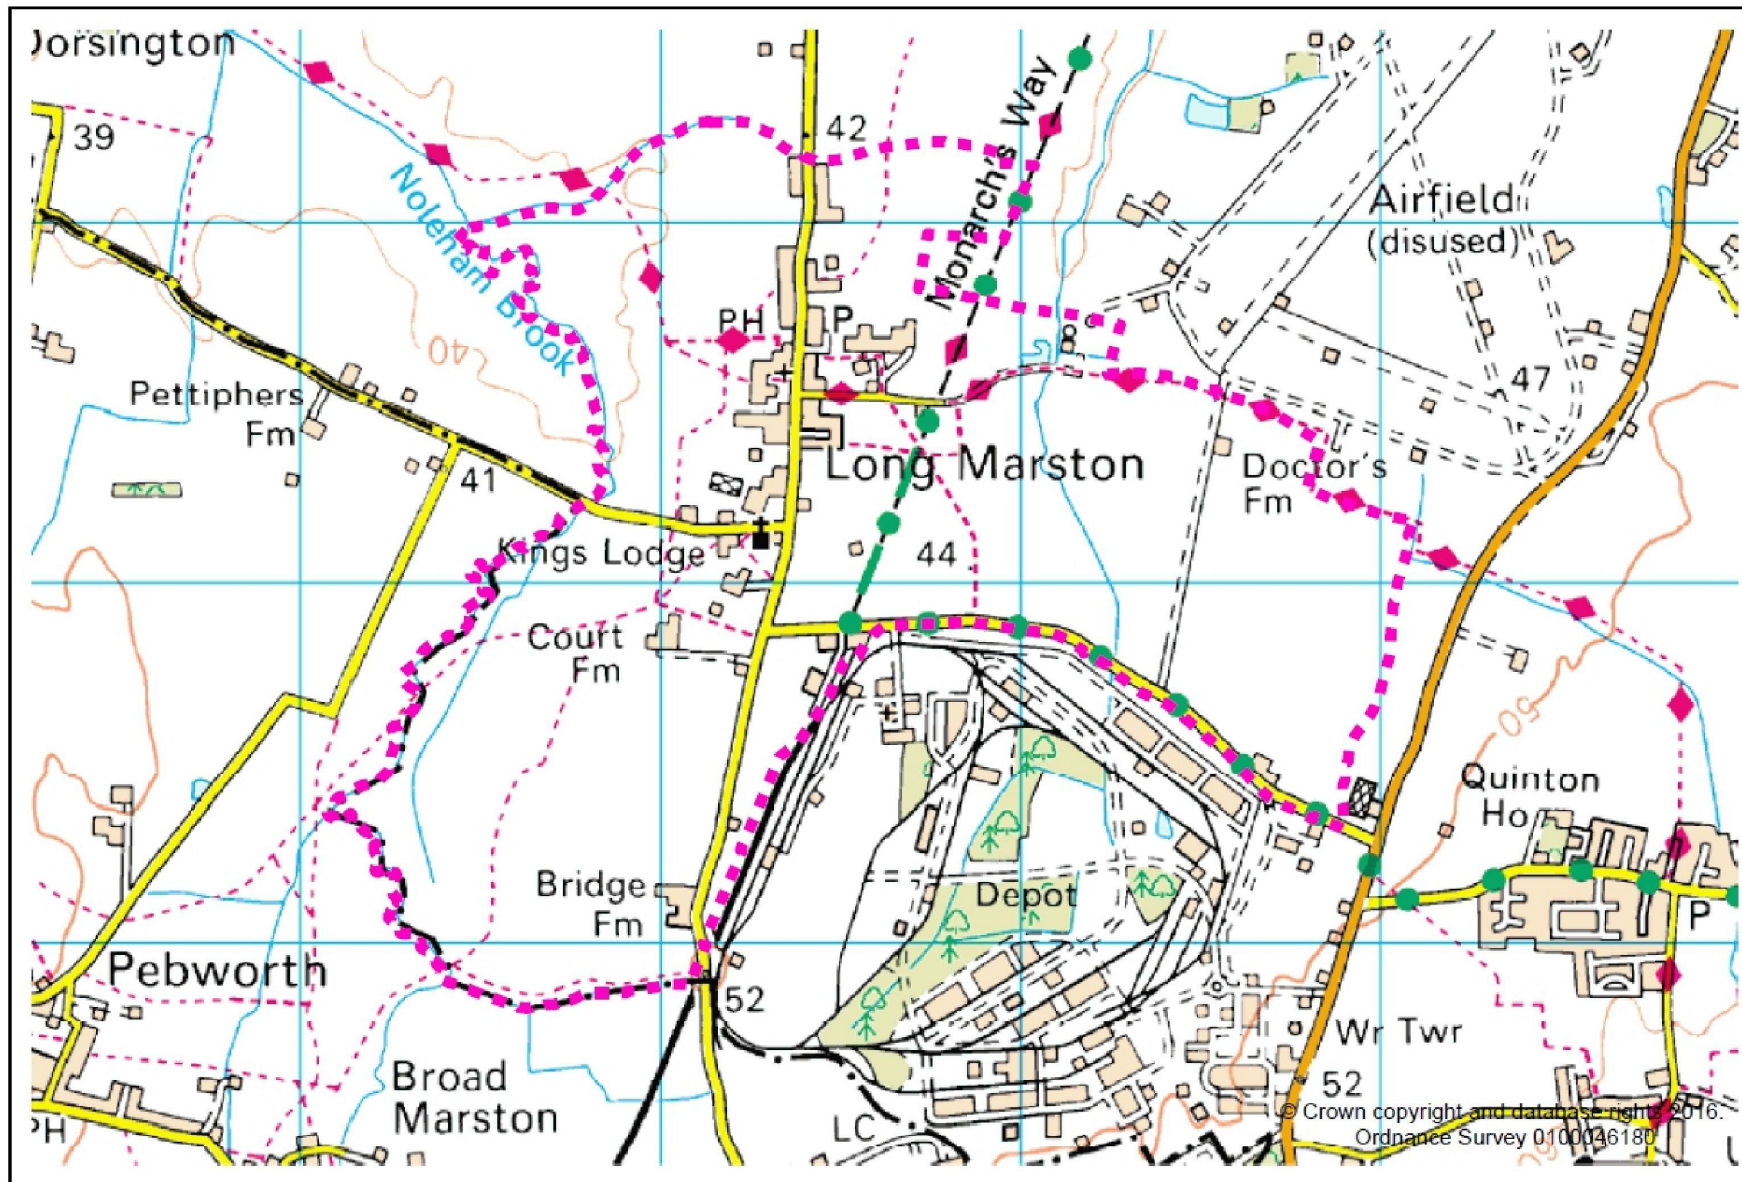 Dorsington
39
42
Monarch's Way
Airfield
(disused)
Noleham Brook
PH
P
40
Pettiphers
Fm
47
41
Long Marston
Doctor's
Fm
Kings Lodge
44
Court
Fm
50
Quinton
Ho
Bridge
Fm
Depot
P
Pebworth
52
Wr Twr
Broad
Marston
52
PH
LC
© Crown copyright and database rights 2016.
Ordnance Survey 0100046180